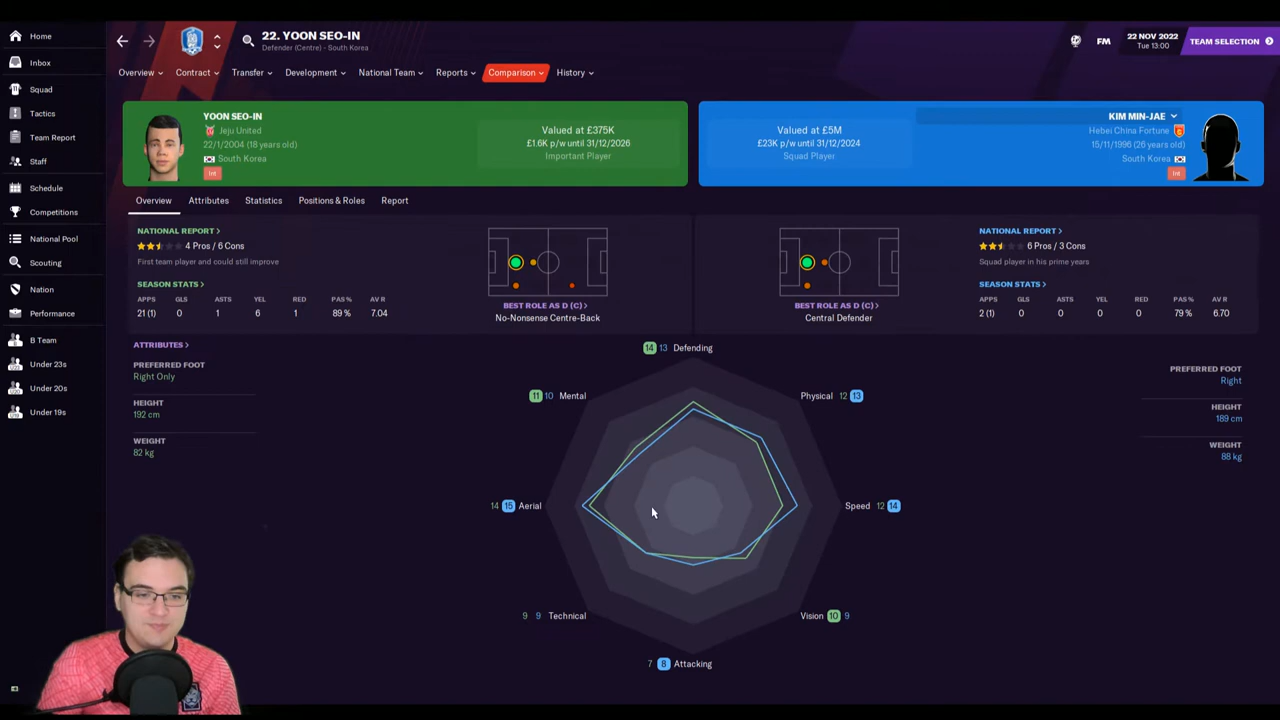 Home
Inbox
Squad
Tactics
Team Report
Staff
Schedule
Competitions
National Pool
Scouting
Nation
Performance
B Team
Under 23s
Under 20s
Under 19s
22. YOON SEO-IN
Defender (Centre) - South Korea
FM
22 NOV 2022
Tue 13:00
TEAM SELECTION
Overview
Contract
Transfer
Development
National Team
Reports
Comparison
History
YOON SEO-IN
Jeju United
22/1/2004 (18 years old)
South Korea
Int
Valued at £375K
£1.6K p/w until 31/12/2026
Important Player
Valued at £5M
£23K p/w until 31/12/2024
Squad Player
KIM MIN-JAE
Hebei China Fortune
15/11/1996 (26 years old)
South Korea
Int
Overview
Attributes
Statistics
Positions & Roles
Report
NATIONAL REPORT >
4 Pros / 6 Cons
First team player and could still improve
SEASON STATS >
APPS GLS ASTS YEL RED PAS % AV R
21 (1) 0 1 6 1 89 % 7.04
BEST ROLE AS D (C) >
No-Nonsense Centre-Back
BEST ROLE AS D (C) >
Central Defender
NATIONAL REPORT >
6 Pros / 3 Cons
Squad player in his prime years
SEASON STATS >
APPS GLS ASTS YEL RED PAS % AV R
2 (1) 0 0 0 0 79 % 6.70
ATTRIBUTES >
PREFERRED FOOT
Right Only
HEIGHT
192 cm
WEIGHT
82 kg
14 13 Defending
11 10 Mental
Physical 12 13
14 15 Aerial
Speed 12 14
9 9 Technical
Vision 10 9
7 8 Attacking
PREFERRED FOOT
Right
HEIGHT
189 cm
WEIGHT
88 kg